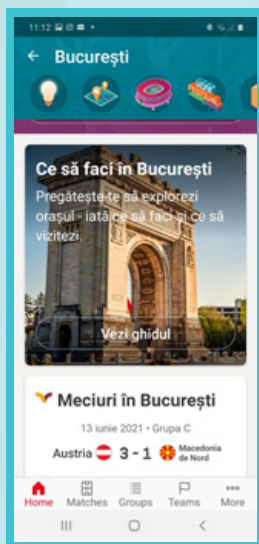 11:12
București
Ce să faci în București
Pregătește-te să explorezi
orașul - iată ce să faci și ce să
vizitezi.
Vezi ghidul
Meciuri în București
13 iunie 2021 • Grupa C
Austria 3 - 1 Macedonia
de Nord
Home Matches Groups Teams More